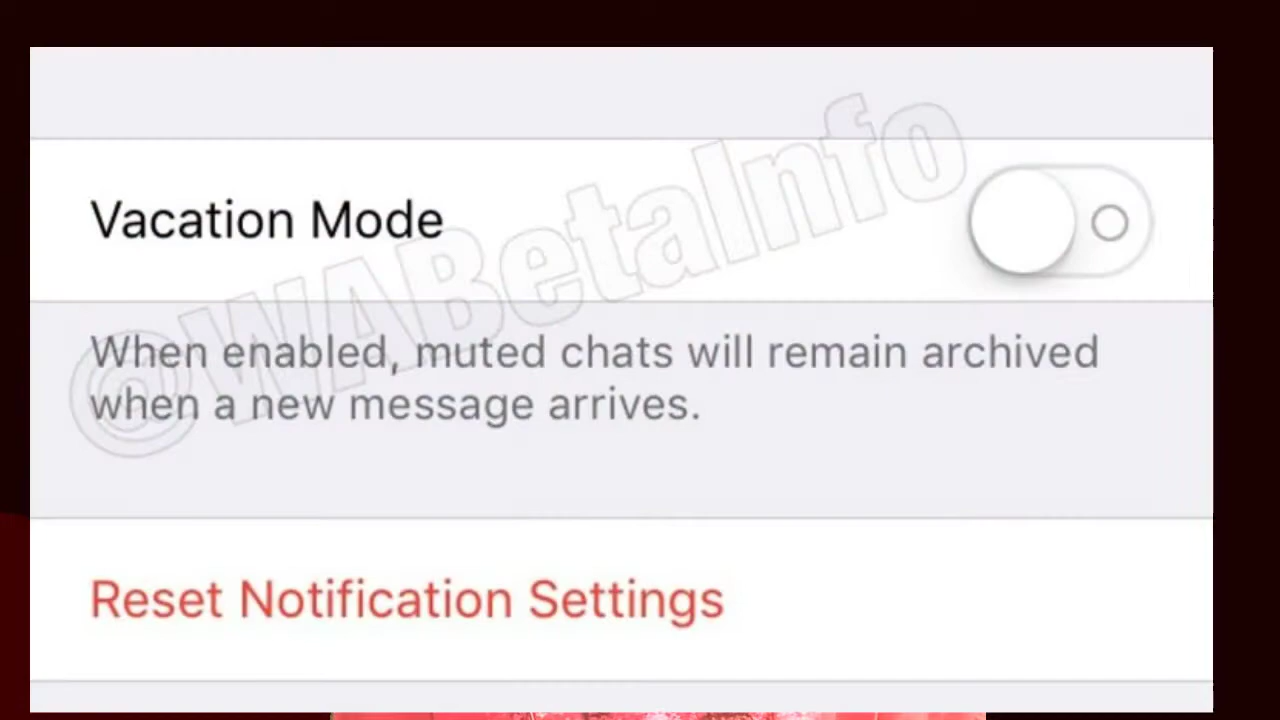 Vacation Mode
@WABetaInfo
When enabled, muted chats will remain archived
when a new message arrives.
Reset Notification Settings